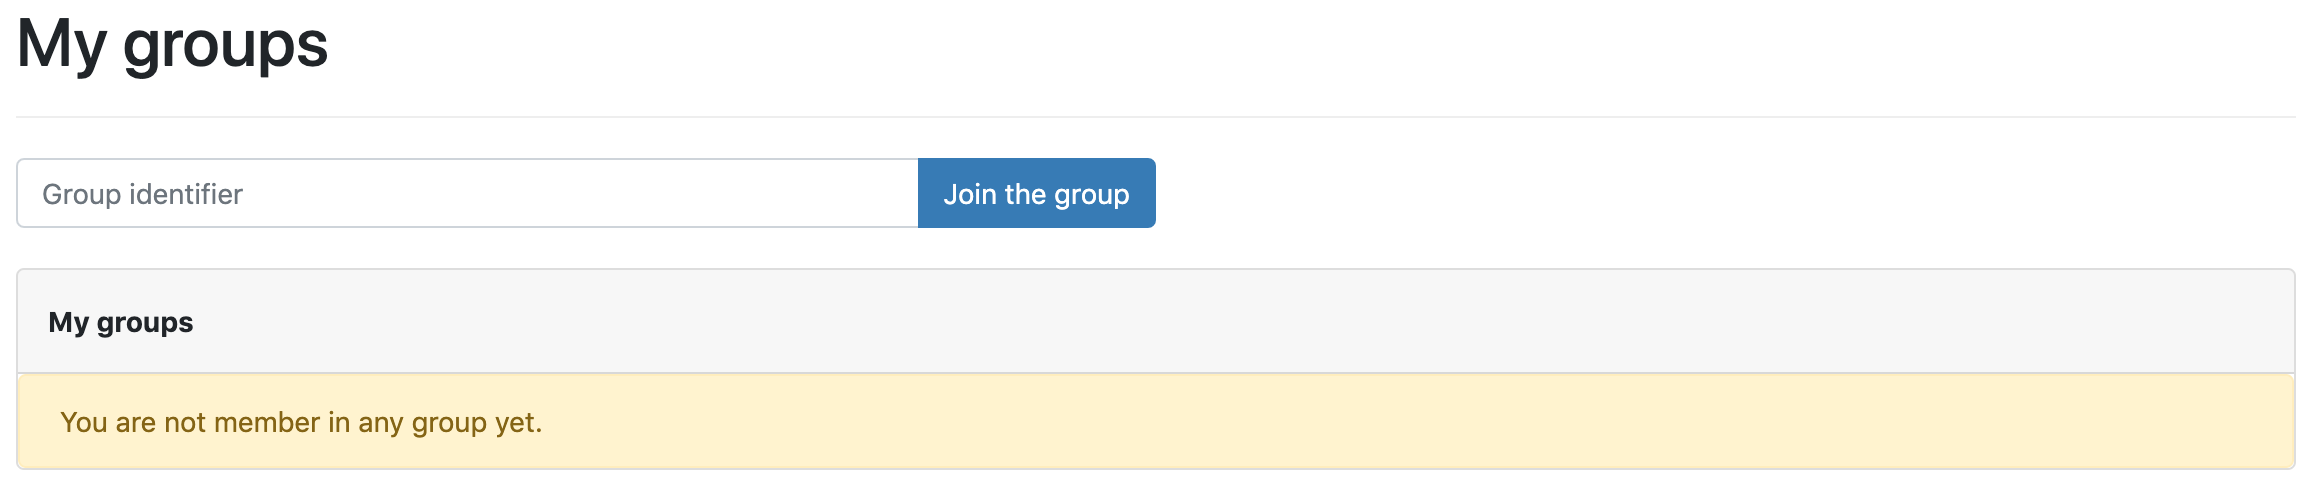 My groups
Group identifier
Join the group
My groups
You are not member in any group yet.